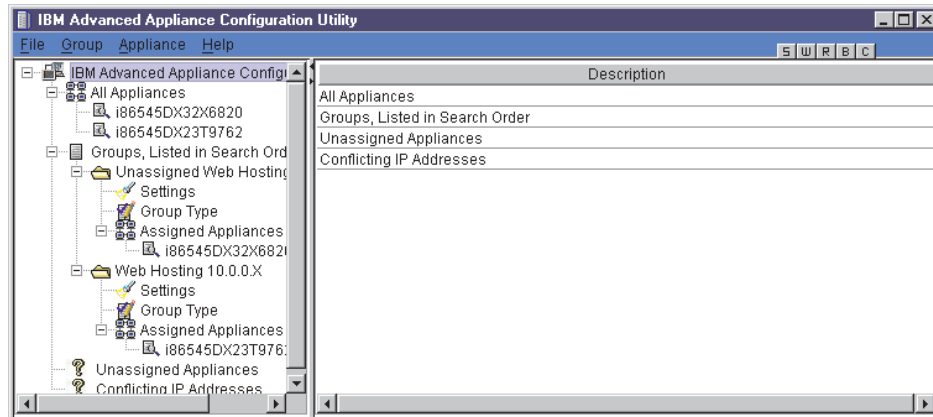 IBM Advanced Appliance Configuration Utility
File Group Appliance Help
S W R B C
IBM Advanced Appliance Config
All Appliances
i86545DX32X6820
i86545DX23T9762
Groups, Listed in Search Ord
Unassigned Web Hosting
Settings
Group Type
Assigned Appliances
i86545DX32X682
Web Hosting 10.0.0.X
Settings
Group Type
Assigned Appliances
i86545DX23T976
Unassigned Appliances
Conflicting IP Addresses
Description
All Appliances
Groups, Listed in Search Order
Unassigned Appliances
Conflicting IP Addresses